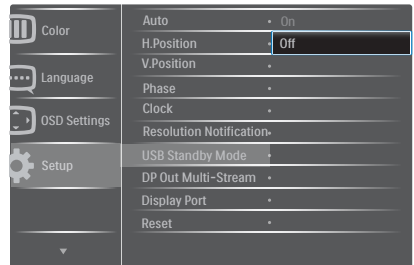 Color
Language
OSD Settings
Setup
Auto
H.Position
V.Position
Phase
Clock
Resolution Notification
USB Standby Mode
DP Out Multi-Stream
Display Port
Reset
On
Off